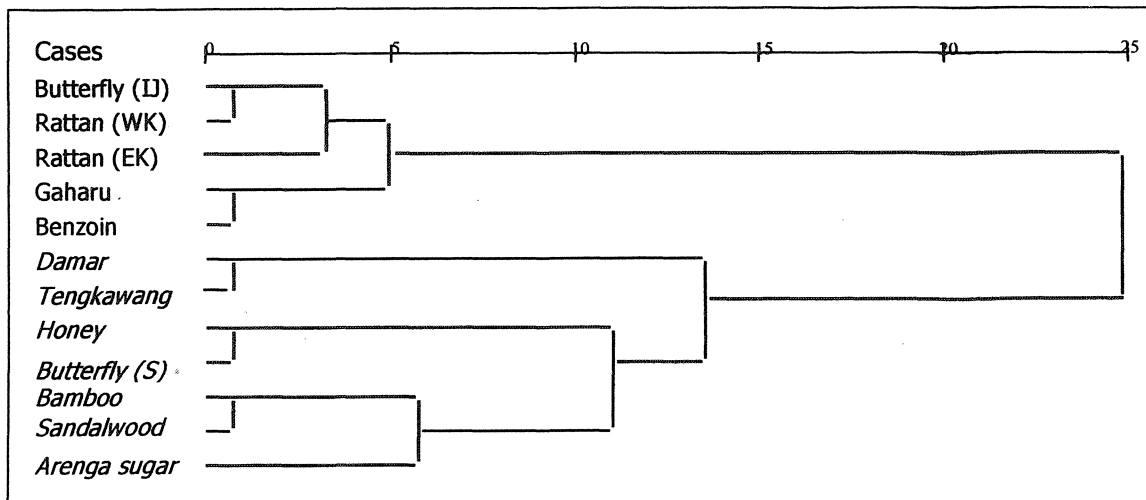 Cases 0 5 10 15 20 25
Butterfly (IJ)
Rattan (WK)
Rattan (EK)
Gaharu
Benzoin
Damar
Tengkawang
Honey
Butterfly (S)
Bamboo
Sandalwood
Arenga sugar